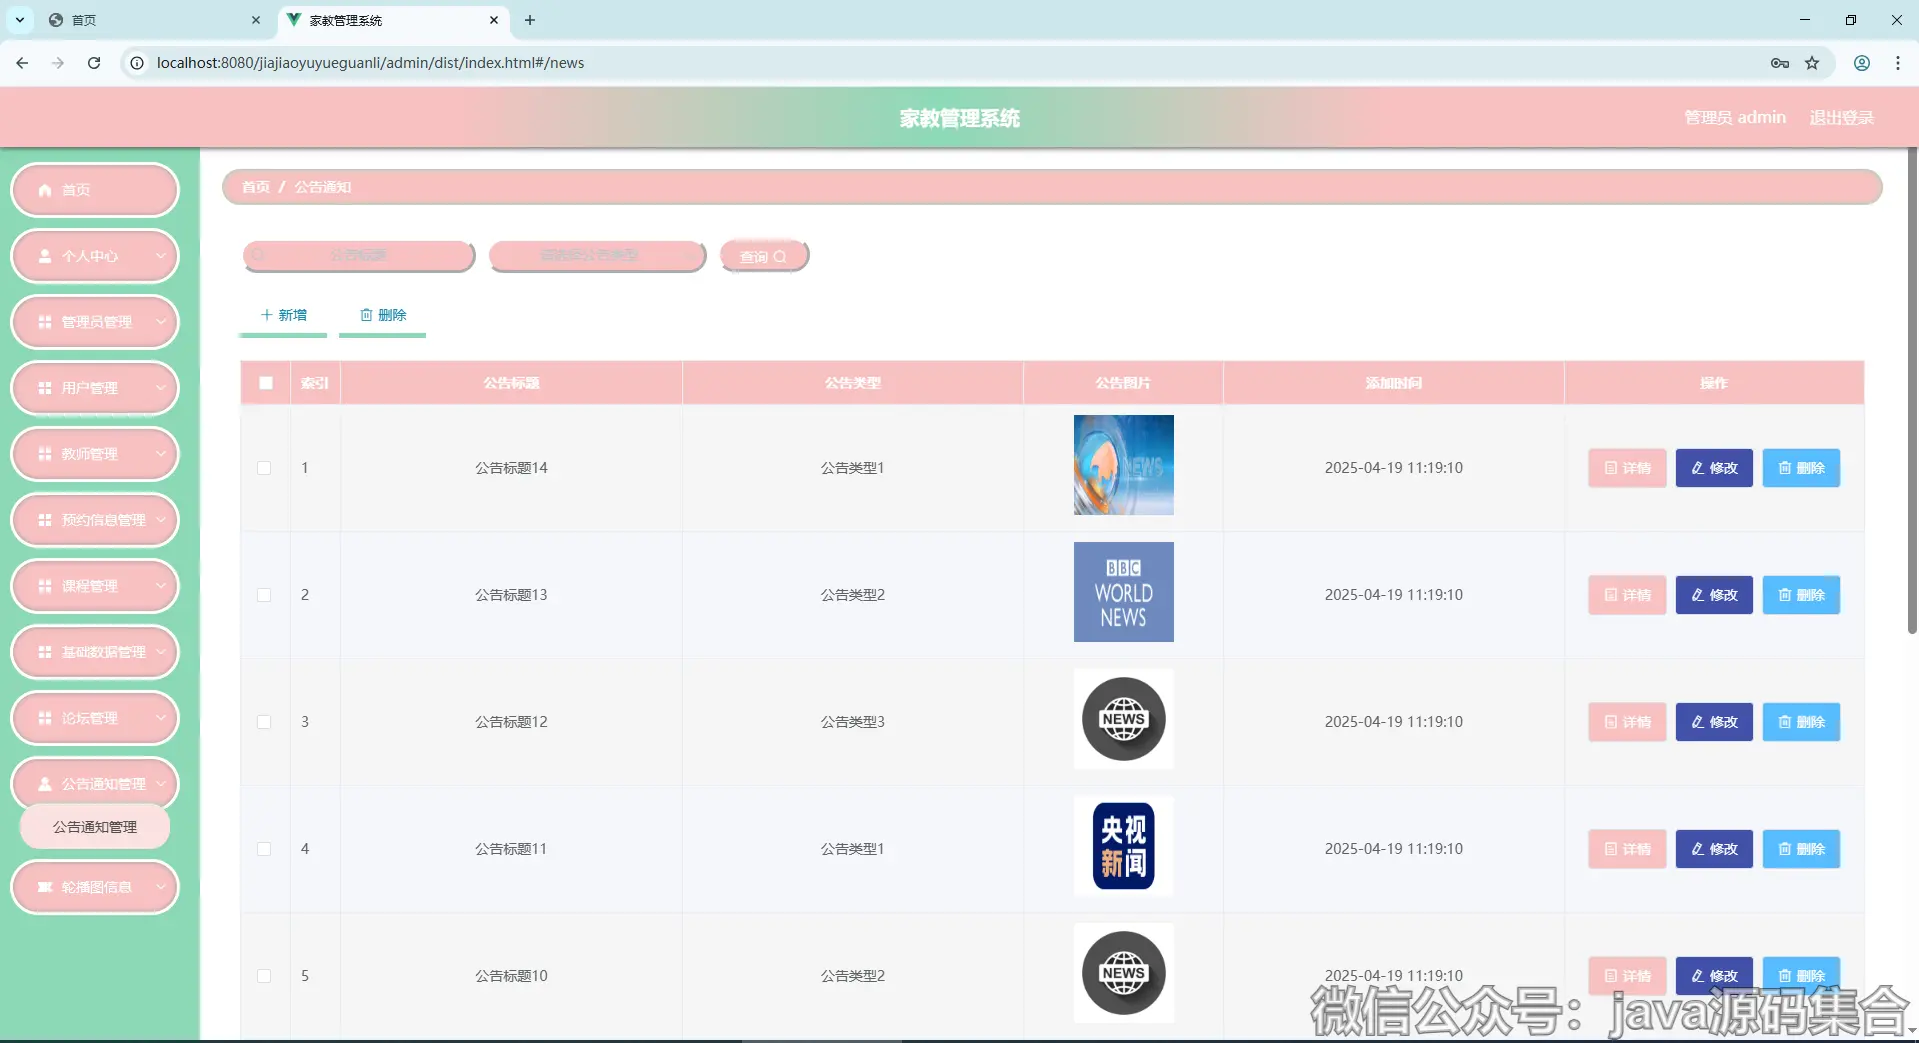 首页
家教管理系统
localhost:8080/jiajiaoyuyueguanli/admin/dist/index.html#/news
家教管理系统
管理员 admin
退出登录
首页
个人中心
管理员管理
用户管理
教师管理
预约信息管理
课程管理
基础数据管理
论坛管理
公告通知管理
公告通知管理
轮播图信息
首页 / 公告通知
公告标题
请选择公告类型
查询
新增
删除
索引 公告标题 公告类型 公告图片 添加时间 操作
1 公告标题14 公告类型1 NEWS 2025-04-19 11:19:10 详情 修改 删除
2 公告标题13 公告类型2 BBC WORLD NEWS 2025-04-19 11:19:10 详情 修改 删除
3 公告标题12 公告类型3 NEWS 2025-04-19 11:19:10 详情 修改 删除
4 公告标题11 公告类型1 央视新闻 2025-04-19 11:19:10 详情 修改 删除
5 公告标题10 公告类型2 NEWS 2025-04-19 11:19:10 详情 修改 删除
微信公众号：java源码集合